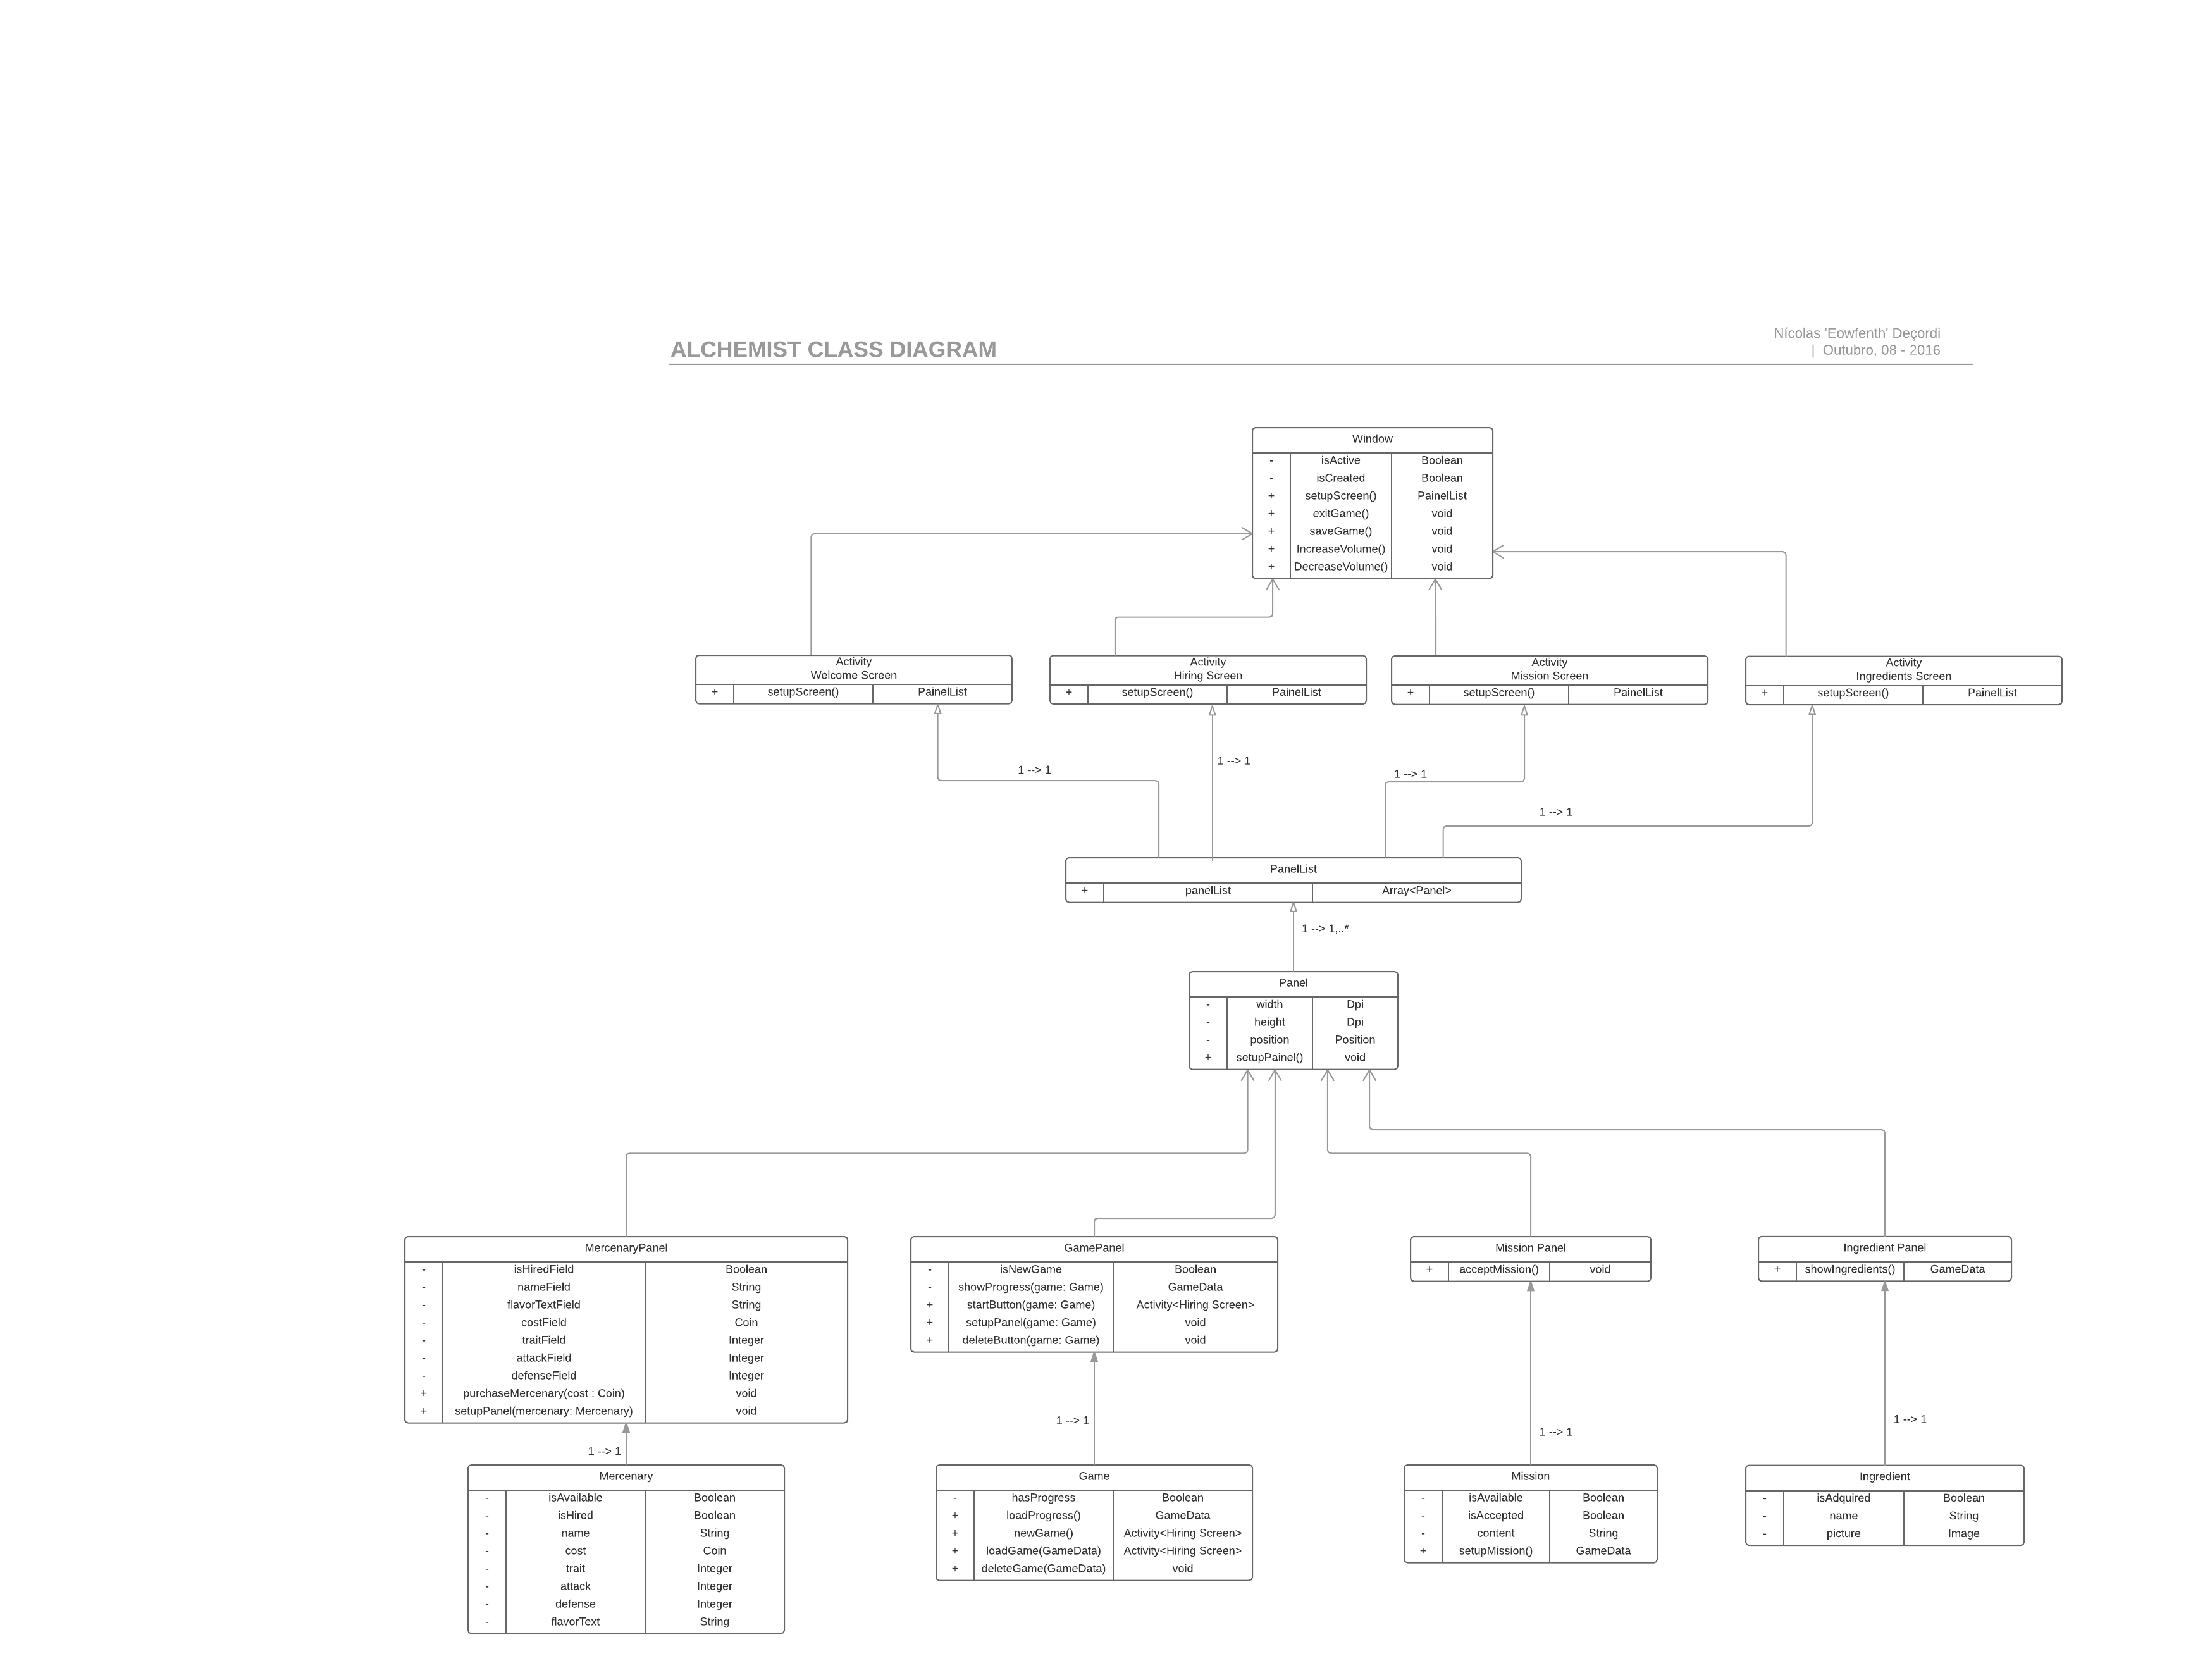 ALCHEMIST CLASS DIAGRAM
Nícolas 'Eowfenth' Deçordi
| Outubro, 08 - 2016
Window
- isActive Boolean
- isCreated Boolean
+ setupScreen() PainelList
+ exitGame() void
+ saveGame() void
+ IncreaseVolume() void
+ DecreaseVolume() void
Activity
Welcome Screen
+ setupScreen() PainelList
Activity
Hiring Screen
+ setupScreen() PainelList
Activity
Mission Screen
+ setupScreen() PainelList
Activity
Ingredients Screen
+ setupScreen() PainelList
1 --> 1
1 --> 1
1 --> 1
1 --> 1
PanelList
+ panelList Array<Panel>
1 --> 1,..*
Panel
- width Dpi
- height Dpi
- position Position
+ setupPainel() void
MercenaryPanel
- isHiredField Boolean
- nameField String
- flavorTextField String
- costField Coin
- traitField Integer
- attackField Integer
- defenseField Integer
+ purchaseMercenary(cost : Coin) void
+ setupPanel(mercenary: Mercenary) void
GamePanel
- isNewGame Boolean
- showProgress(game: Game) GameData
+ startButton(game: Game) Activity<Hiring Screen>
+ setupPanel(game: Game) void
+ deleteButton(game: Game) void
Mission Panel
+ acceptMission() void
Ingredient Panel
+ showIngredients() GameData
1 --> 1
1 --> 1
1 --> 1
1 --> 1
Mercenary
- isAvailable Boolean
- isHired Boolean
- name String
- cost Coin
- trait Integer
- attack Integer
- defense Integer
- flavorText String
Game
- hasProgress Boolean
+ loadProgress() GameData
+ newGame() Activity<Hiring Screen>
+ loadGame(GameData) Activity<Hiring Screen>
+ deleteGame(GameData) void
Mission
- isAvailable Boolean
- isAccepted Boolean
- content String
+ setupMission() GameData
Ingredient
- isAdquired Boolean
- name String
- picture Image